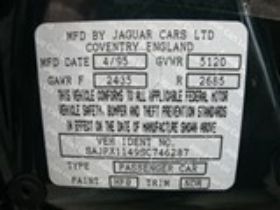 MFD BY JAGUAR CARS LTD
COVENTRY ENGLAND
MFD DATE 4/95 GVWR 5120
GAWR F 2435 R 2685
THIS VEHICLE CONFORMS TO ALL APPLICABLE FEDERAL MOTOR
VEHICLE SAFETY, BUMPER AND THEFT PREVENTION STANDARDS
IN EFFECT ON THE DATE OF MANUFACTURE SHOWN ABOVE
VEH IDENT NO.
SAJPX1149SC746287
TYPE PASSENGER CAR
PAINT HFB TRIM